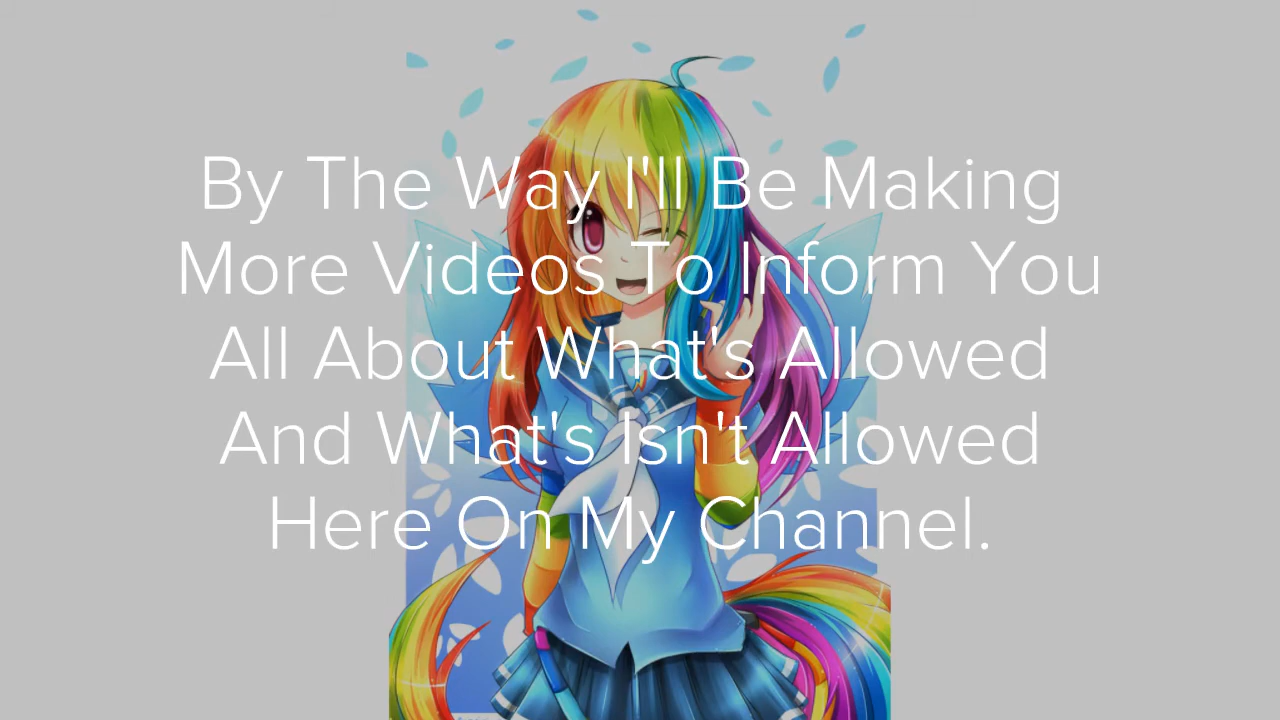 By The Way I'll Be Making
More Videos To Inform You
All About What's Allowed
And What's Isn't Allowed
Here On My Channel.